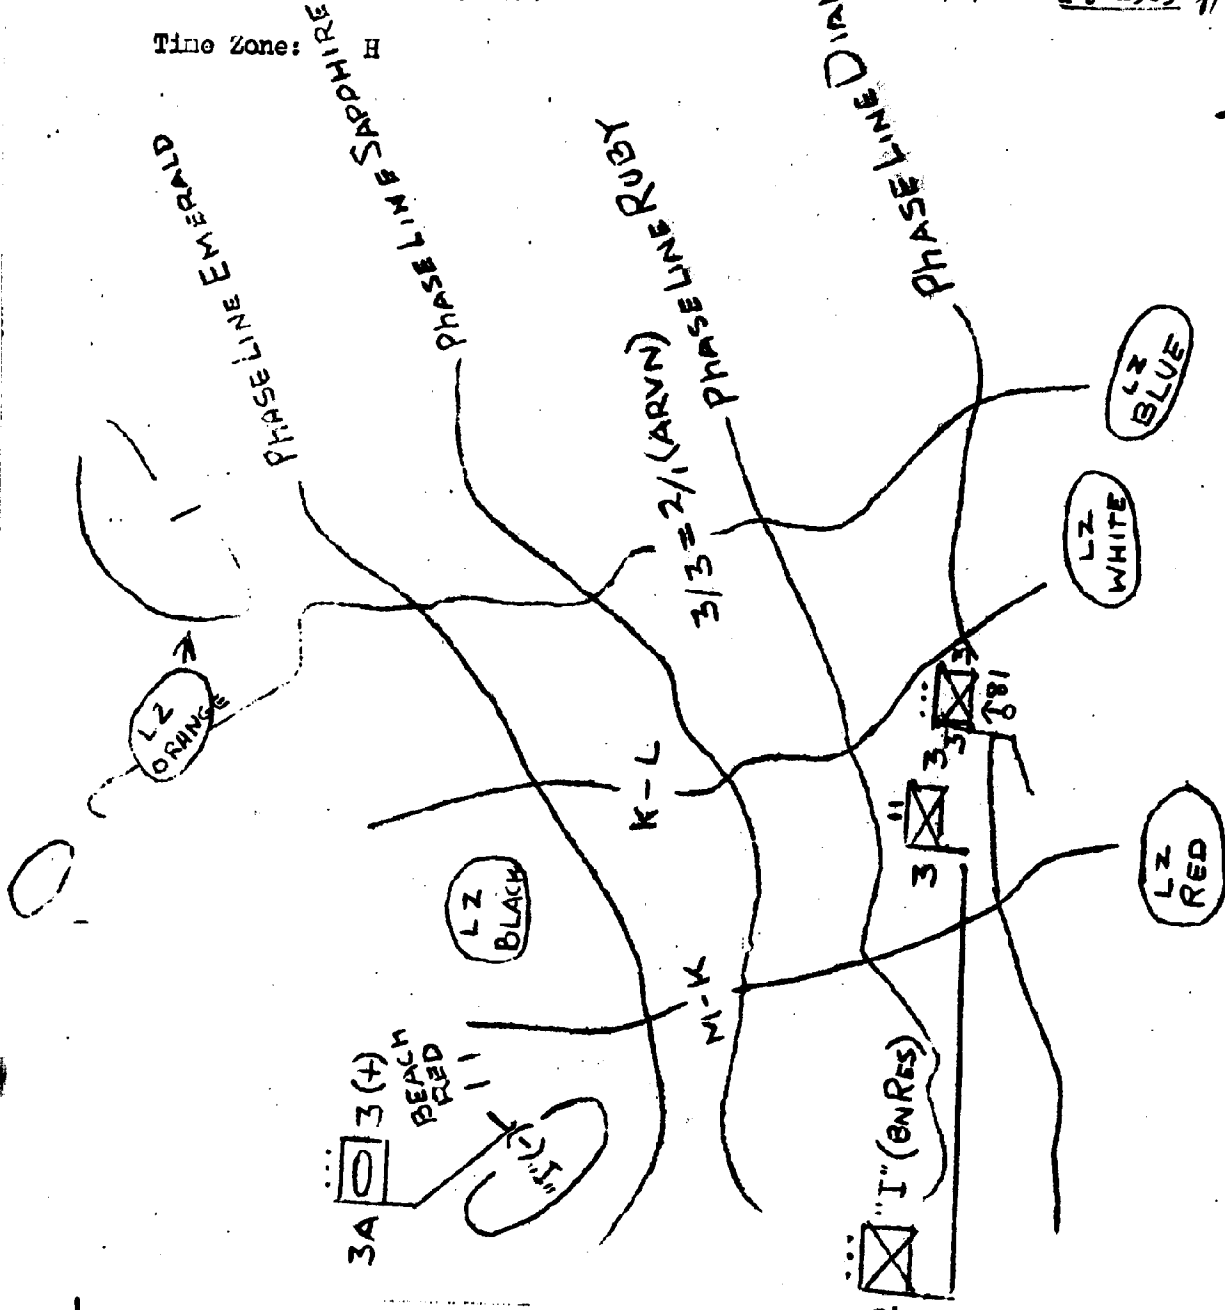 Time Zone: H
PHASE LINE EMERALD
PHASE LINE SAPPHIRE
PHASE LINE RUBY
PHASE LINE DIA
3/3 = 2/1 (ARVN)
LZ
BLUE
LZ
WHITE
LZ
ORANGE
K-L
3
3
3
81
3
LZ
BLACK
LZ
RED
M-K
BEACH
RED
3 (+)
3A
"I" (-)
"I" (BN RES)